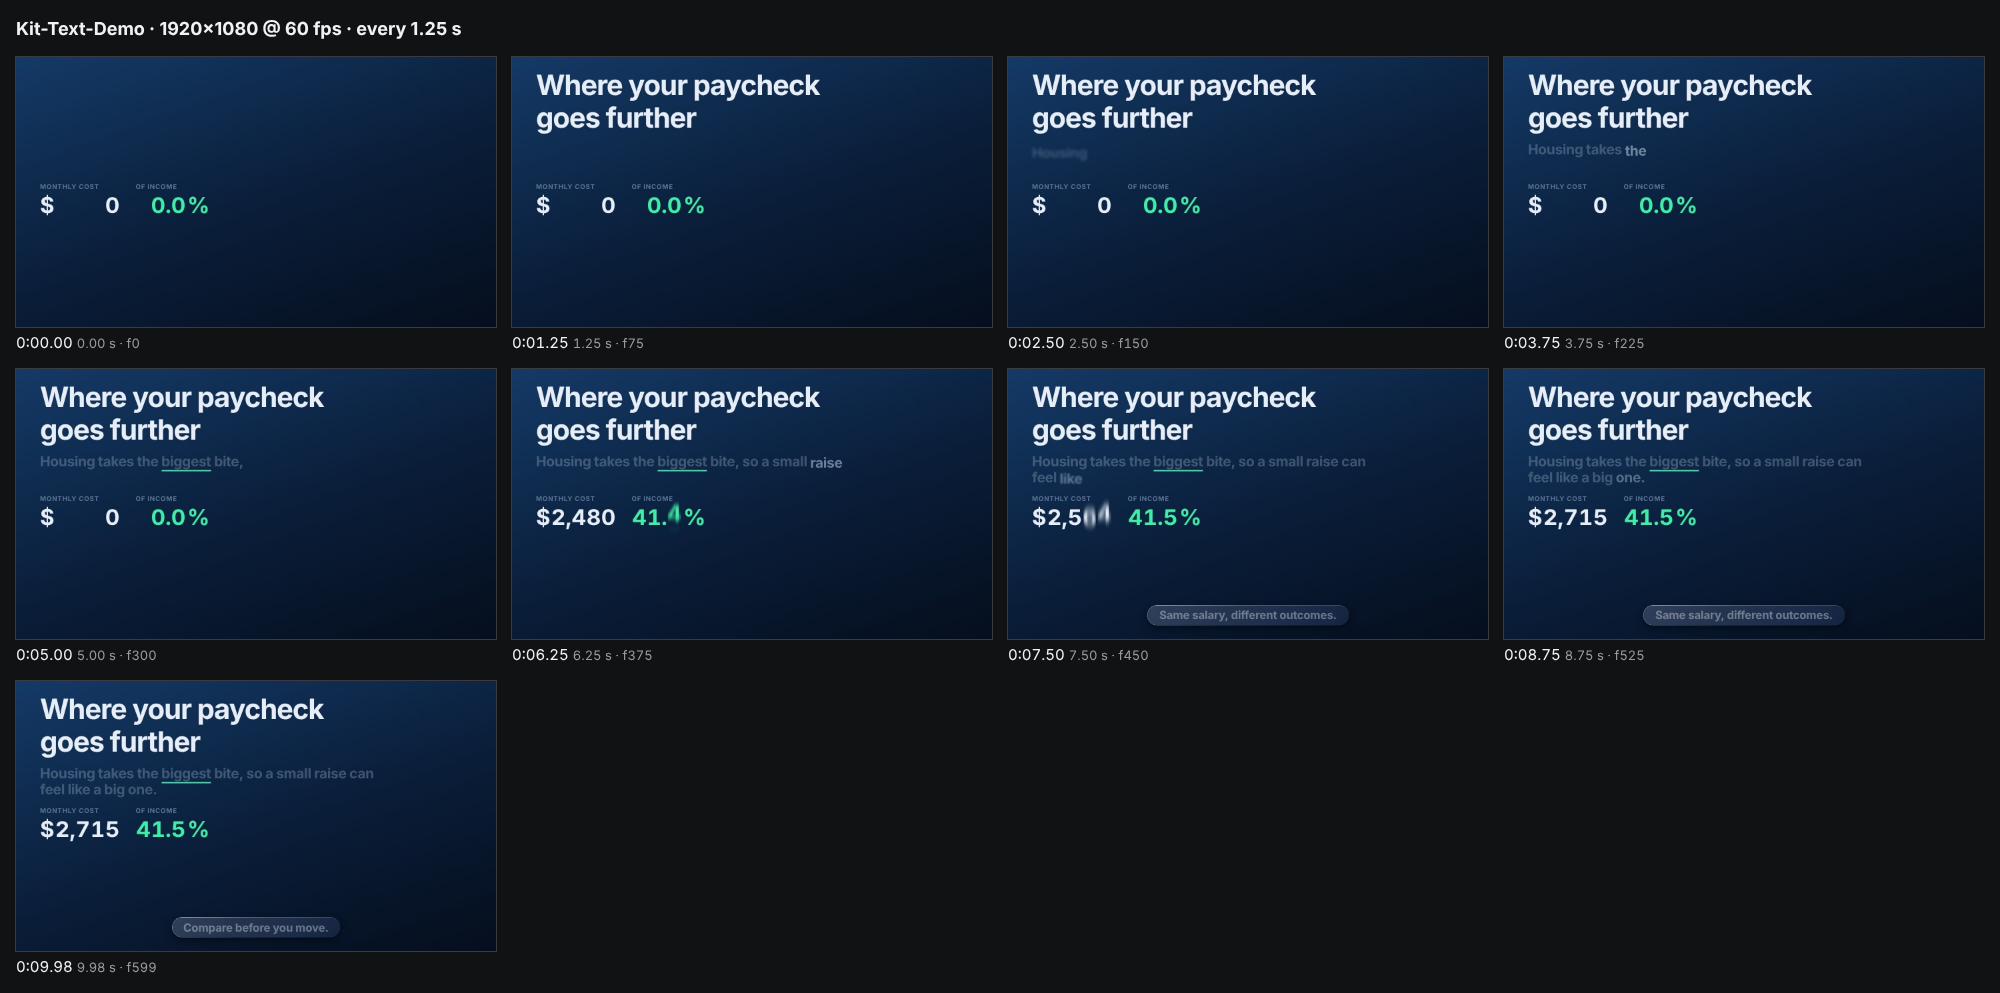 Kit-Text-Demo · 1920×1080 @ 60 fps · every 1.25 s
MONTHLY COST OF INCOME
$ 0 0.0%
0:00.00 0.00 s · f0
Where your paycheck
goes further
MONTHLY COST OF INCOME
$ 0 0.0%
0:01.25 1.25 s · f75
Where your paycheck
goes further
Housing
MONTHLY COST OF INCOME
$ 0 0.0%
0:02.50 2.50 s · f150
Where your paycheck
goes further
Housing takes the
MONTHLY COST OF INCOME
$ 0 0.0%
0:03.75 3.75 s · f225
Where your paycheck
goes further
Housing takes the biggest bite,
MONTHLY COST OF INCOME
$ 0 0.0%
0:05.00 5.00 s · f300
Where your paycheck
goes further
Housing takes the biggest bite, so a small raise
MONTHLY COST OF INCOME
$2,480 41.4%
0:06.25 6.25 s · f375
Where your paycheck
goes further
Housing takes the biggest bite, so a small raise can
feel like
MONTHLY COST OF INCOME
$2,504 41.5%
Same salary, different outcomes.
0:07.50 7.50 s · f450
Where your paycheck
goes further
Housing takes the biggest bite, so a small raise can
feel like a big one.
MONTHLY COST OF INCOME
$2,715 41.5%
Same salary, different outcomes.
0:08.75 8.75 s · f525
Where your paycheck
goes further
Housing takes the biggest bite, so a small raise can
feel like a big one.
MONTHLY COST OF INCOME
$2,715 41.5%
Compare before you move.
0:09.98 9.98 s · f599